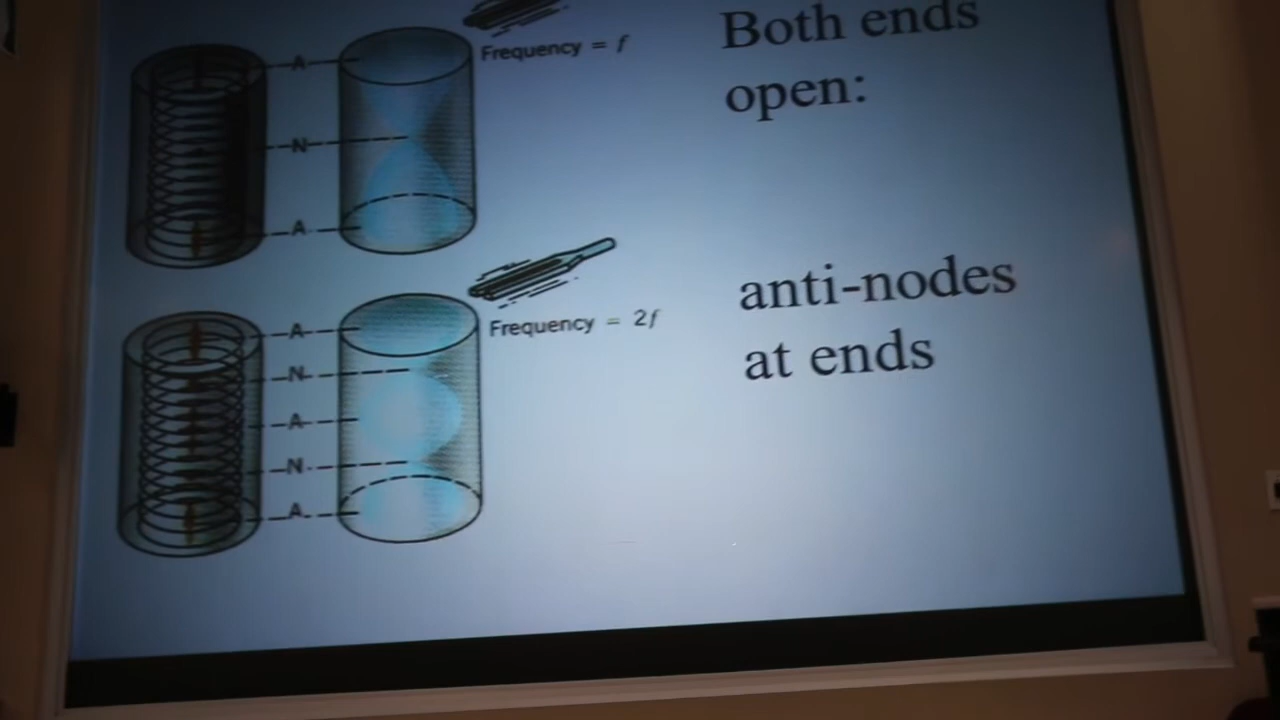 Both ends
open:
Frequency = f
A
N
A
anti-nodes
at ends
Frequency = 2f
A
N
A
N
A